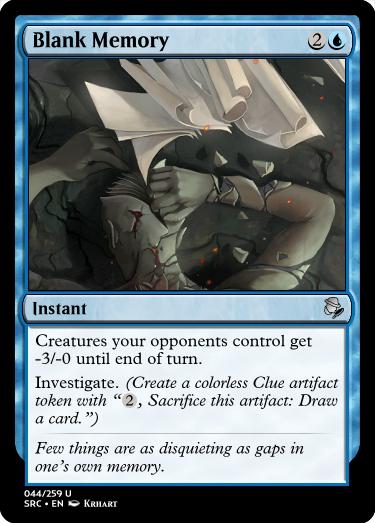 Blank Memory 2
Instant
Creatures your opponents control get
-3/-0 until end of turn.
Investigate. (Create a colorless Clue artifact
token with “2, Sacrifice this artifact: Draw
a card.”)
Few things are as disquieting as gaps in
one’s own memory.
044/259 U
SRC • EN Krhart